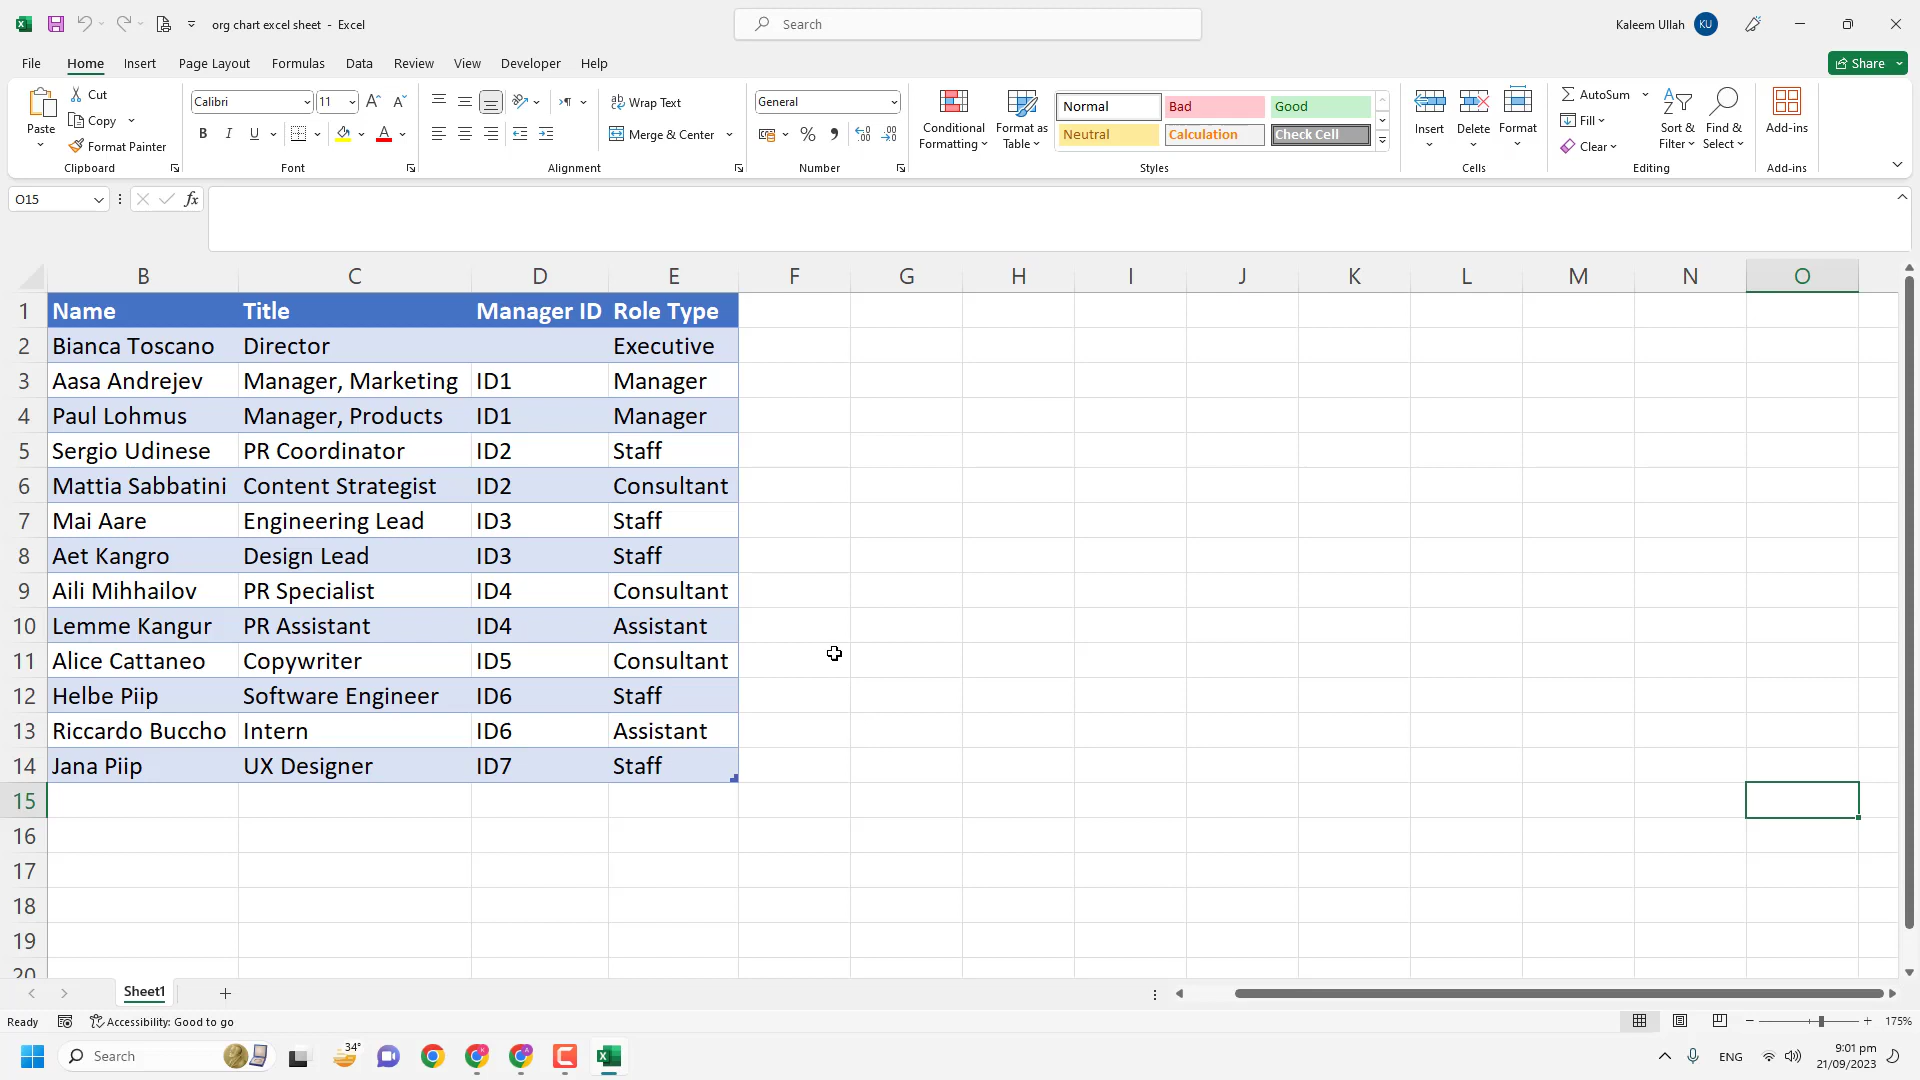 org chart excel sheet - Excel
Search
Kaleem Ullah KU
File Home Insert Page Layout Formulas Data Review View Developer Help
Share
Paste
Cut
Copy
Format Painter
Clipboard
Calibri 11
B I U
Font
Wrap Text
Merge & Center
Alignment
General
Number
Conditional Formatting
Format as Table
Normal Bad Good
Neutral Calculation Check Cell
Styles
Insert Delete Format
Cells
AutoSum
Fill
Clear
Sort & Filter
Find & Select
Editing
Add-ins
Add-ins
O15 fx
B C D E F G H I J K L M N O
1 Name Title Manager ID Role Type
2 Bianca Toscano Director Executive
3 Aasa Andrejev Manager, Marketing ID1 Manager
4 Paul Lohmus Manager, Products ID1 Manager
5 Sergio Udinese PR Coordinator ID2 Staff
6 Mattia Sabbatini Content Strategist ID2 Consultant
7 Mai Aare Engineering Lead ID3 Staff
8 Aet Kangro Design Lead ID3 Staff
9 Aili Mihhailov PR Specialist ID4 Consultant
10 Lemme Kangur PR Assistant ID4 Assistant
11 Alice Cattaneo Copywriter ID5 Consultant
12 Helbe Piip Software Engineer ID6 Staff
13 Riccardo Buccho Intern ID6 Assistant
14 Jana Piip UX Designer ID7 Staff
15
16
17
18
19
20
Sheet1
Ready Accessibility: Good to go 175%
Search 34° ENG 9:01 pm
21/09/2023